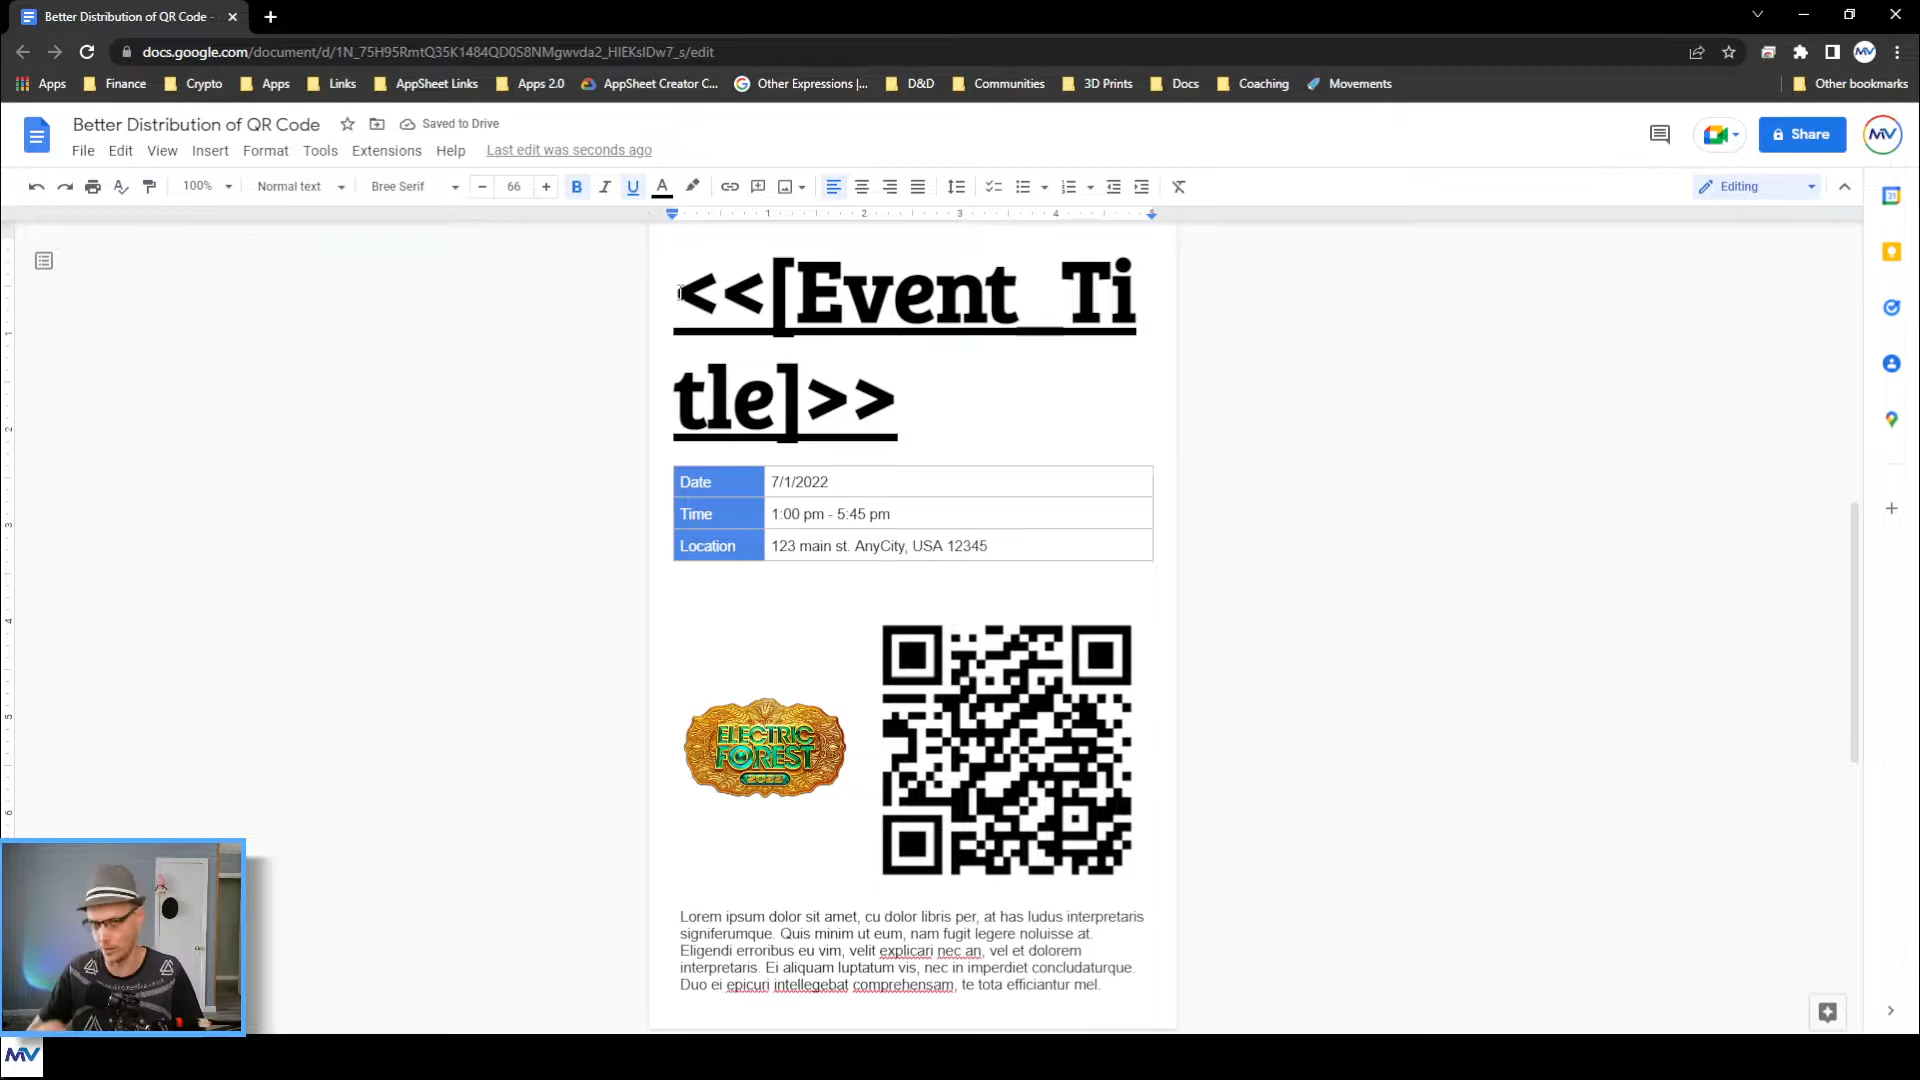 Better Distribution of QR Code -
docs.google.com/document/d/1N_75H95RmtQ35K1484QD0S8NMgwvda2_HIEKsIDw7_s/edit
Apps Finance Crypto Apps Links AppSheet Links Apps 2.0 AppSheet Creator C... Other Expressions |... D&D Communities 3D Prints Docs Coaching Movements Other bookmarks
Better Distribution of QR Code Saved to Drive
Share
MV
File Edit View Insert Format Tools Extensions Help Last edit was seconds ago
100% Normal text Bree Serif 66 B I U A Editing
1 2 3 4 5
<<[Event_Ti
tle]>>
Date 7/1/2022
Time 1:00 pm - 5:45 pm
Location 123 main st. AnyCity, USA 12345
ELECTRIC
FOREST
2022
Lorem ipsum dolor sit amet, cu dolor libris per, at has ludus interpretaris
signiferumque. Quis minim ut eum, nam fugit legere noluisse at.
Eligendi erroribus eu vim, velit explicari nec an, vel et dolorem
interpretaris. Ei aliquam luptatum vis, nec in imperdiet concludaturque.
Duo ei epicuri intellegebat comprehensam, te tota efficiantur mel.
MV